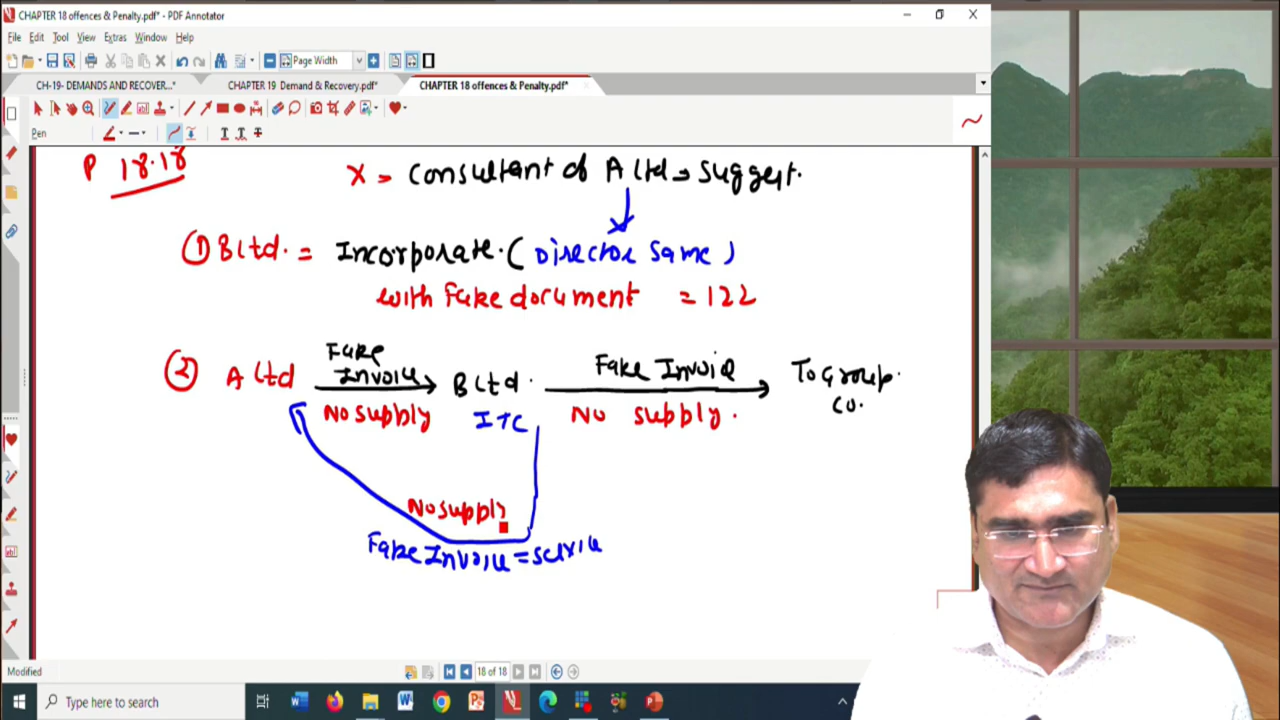 CHAPTER 18 offences & Penalty.pdf* - PDF Annotator
File Edit Tool View Extras Window Help
Page Width
CH-19- DEMANDS AND RECOVER...* CHAPTER 19 Demand & Recovery.pdf* CHAPTER 18 offences & Penalty.pdf*
Pen
P 18.18
X = Consultant of A Ltd → Suggest.
① B Ltd. = Incorporate. (Director Same)
with Fake document = 122
② A Ltd Fake Invoice B Ltd. Fake Invoice To Group. Co.
No supply ITC No supply.
No supply
Fake Invoice = Service
Modified 18 of 18
Type here to search